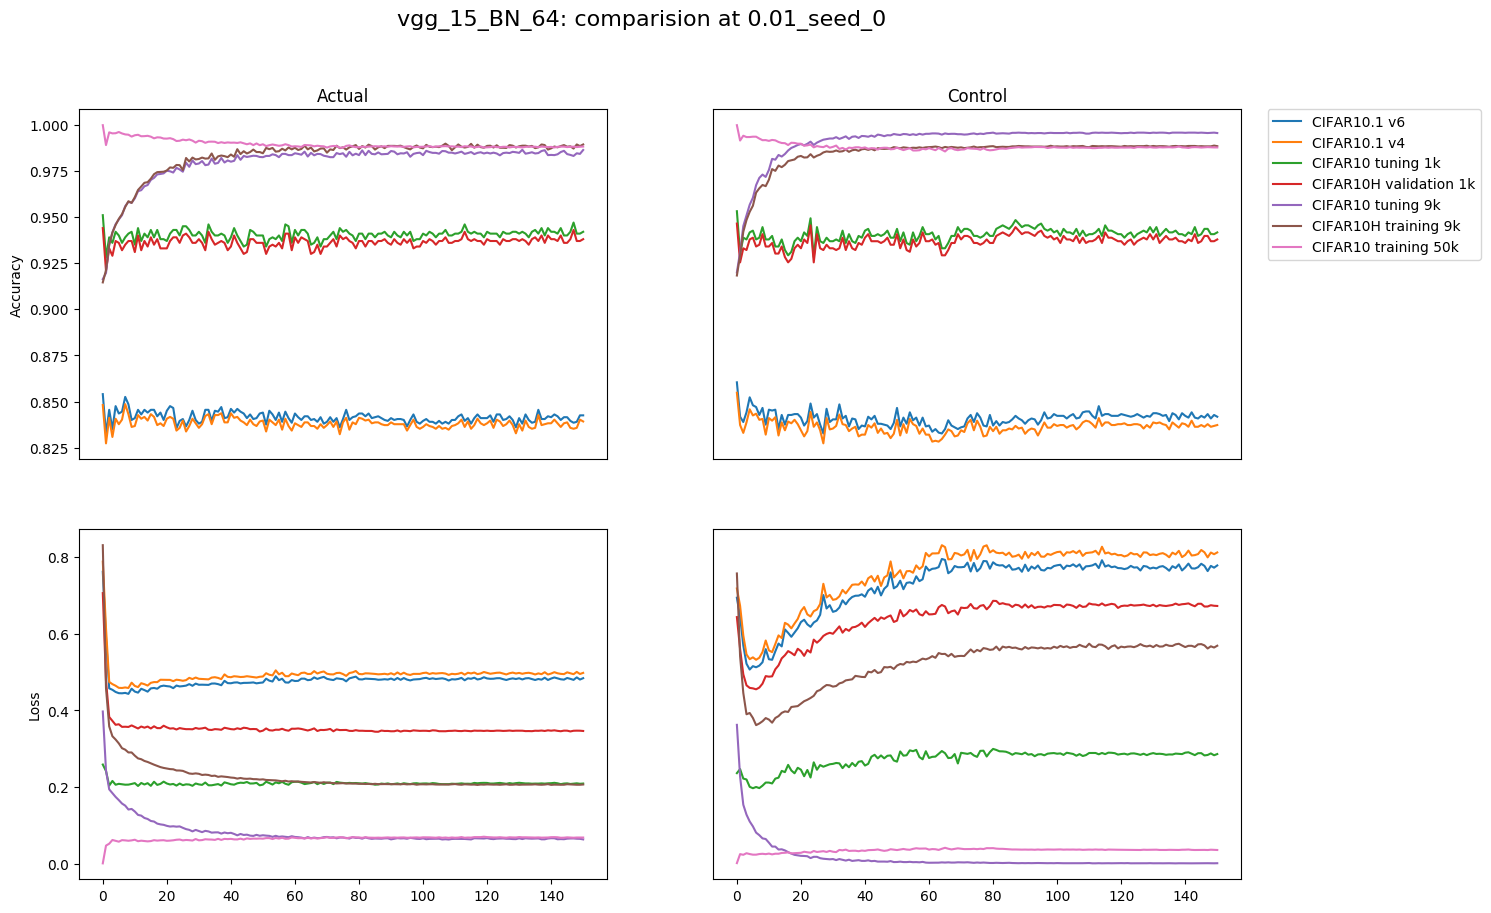 vgg_15_BN_64: comparision at 0.01_seed_0
Actual
Control
Accuracy
1.000
0.975
0.950
0.925
0.900
0.875
0.850
0.825
CIFAR10.1 v6
CIFAR10.1 v4
CIFAR10 tuning 1k
CIFAR10H validation 1k
CIFAR10 tuning 9k
CIFAR10H training 9k
CIFAR10 training 50k
Loss
0.8
0.6
0.4
0.2
0.0
0 20 40 60 80 100 120 140
0 20 40 60 80 100 120 140